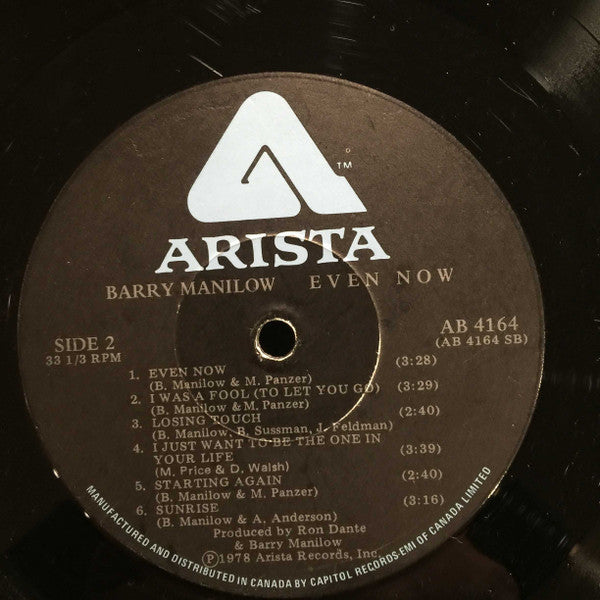 TM
ARISTA
BARRY MANILOW EVEN NOW
SIDE 2
33 1/3 RPM
AB 4164
(AB 4164 SB)
1. EVEN NOW (3:28)
(B. Manilow & M. Panzer)
2. I WAS A FOOL (TO LET YOU GO) (3:29)
(B. Manilow & M. Panzer)
3. LOSING TOUCH (2:40)
(B. Manilow, B. Sussman, J. Feldman)
4. I JUST WANT TO BE THE ONE IN
YOUR LIFE (3:39)
(M. Price & D. Walsh)
5. STARTING AGAIN (2:40)
(B. Manilow & M. Panzer)
6. SUNRISE (3:16)
(B. Manilow & A. Anderson)
Produced by Ron Dante
& Barry Manilow
Ⓟ1978 Arista Records, Inc.
MANUFACTURED AND DISTRIBUTED IN CANADA BY CAPITOL RECORDS-EMI OF CANADA LIMITED